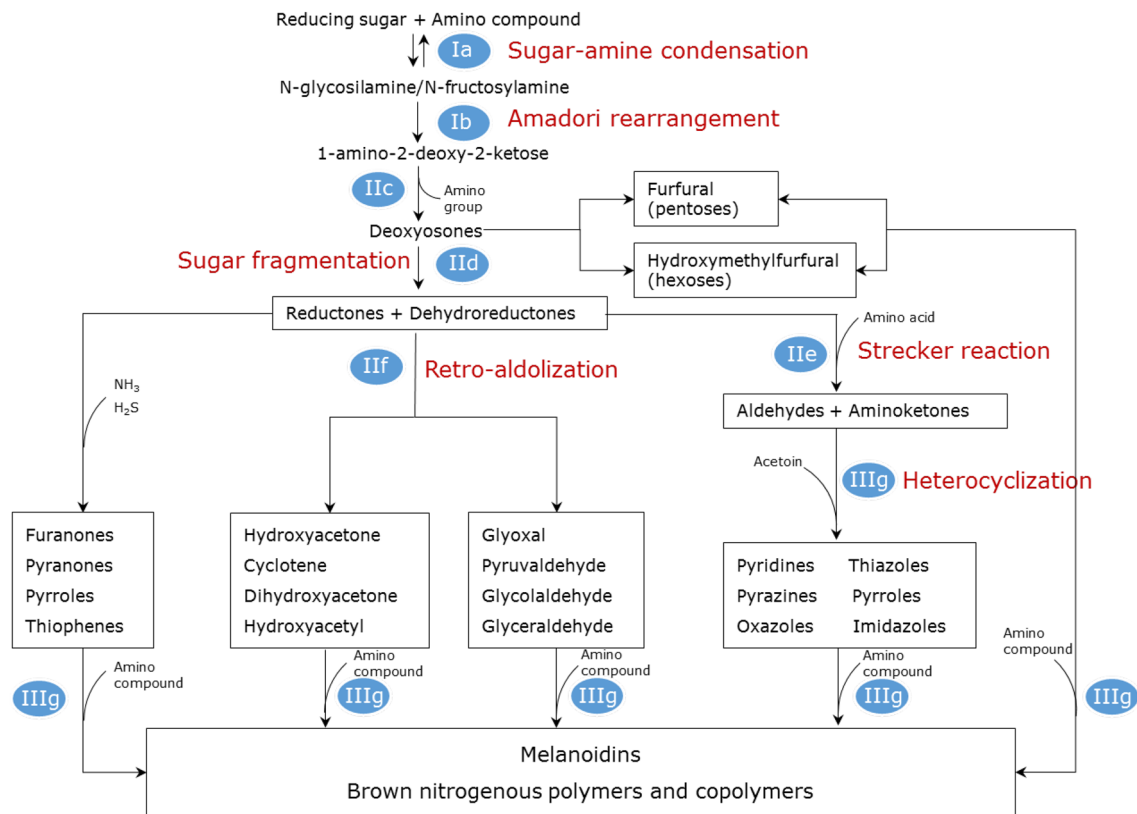 Reducing sugar + Amino compound
Ia
Sugar-amine condensation
N-glycosilamine/N-fructosylamine
Ib
Amadori rearrangement
1-amino-2-deoxy-2-ketose
IIc
Amino
group
Furfural
(pentoses)
Deoxyosones
Sugar fragmentation
IId
Hydroxymethylfurfural
(hexoses)
Reductones + Dehydroreductones
Amino acid
IIf
Retro-aldolization
IIe
Strecker reaction
NH3
H2S
Aldehydes + Aminoketones
Acetoin
IIIg
Heterocyclization
Furanones
Pyranones
Pyrroles
Thiophenes
Hydroxyacetone
Cyclotene
Dihydroxyacetone
Hydroxyacetyl
Glyoxal
Pyruvaldehyde
Glycolaldehyde
Glyceraldehyde
Pyridines Thiazoles
Pyrazines Pyrroles
Oxazoles Imidazoles
Amino
compound
IIIg
Amino
compound
IIIg
Amino
compound
IIIg
Amino
compound
IIIg
Amino
compound
IIIg
Melanoidins
Brown nitrogenous polymers and copolymers